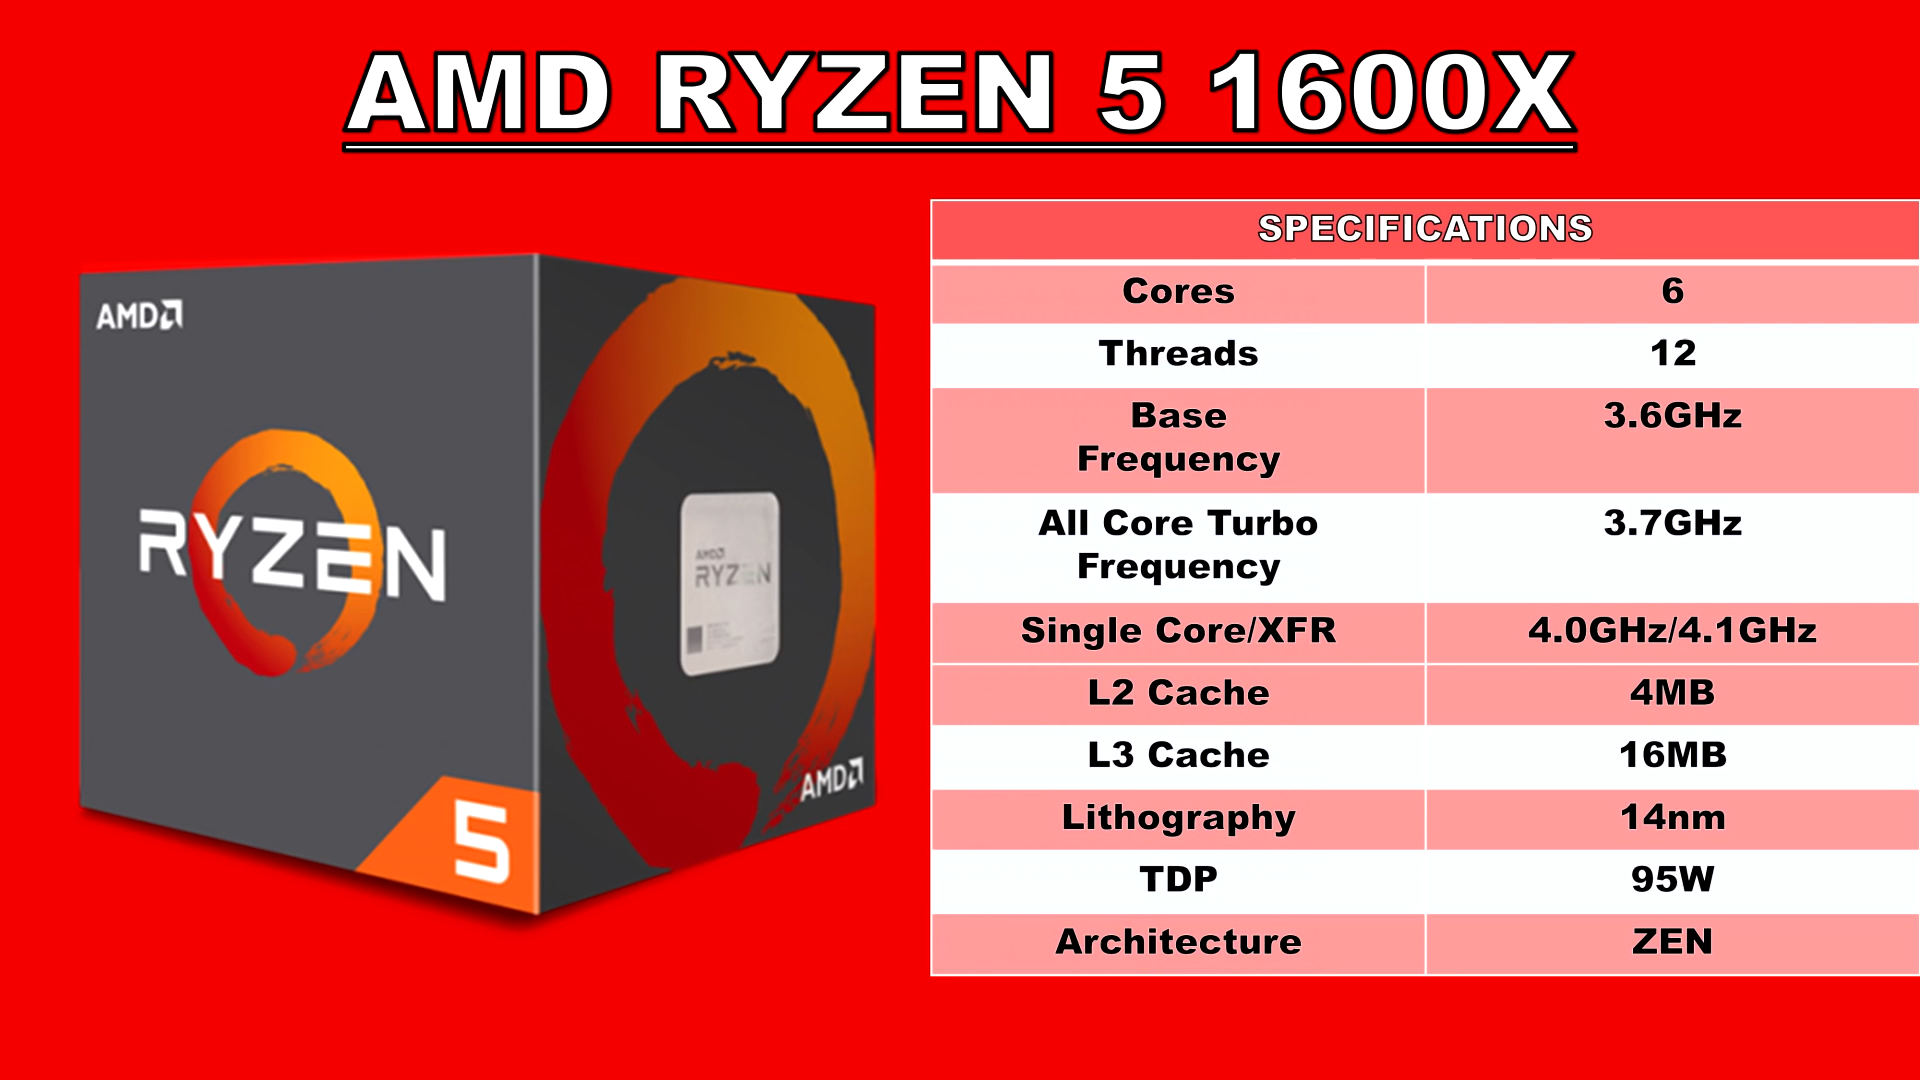 AMD RYZEN 5 1600X
SPECIFICATIONS
Cores 6
Threads 12
Base 3.6GHz
Frequency
All Core Turbo 3.7GHz
Frequency
Single Core/XFR 4.0GHz/4.1GHz
L2 Cache 4MB
L3 Cache 16MB
Lithography 14nm
TDP 95W
Architecture ZEN
AMD
RYZEN
5
AMD
RYZEN
AMD